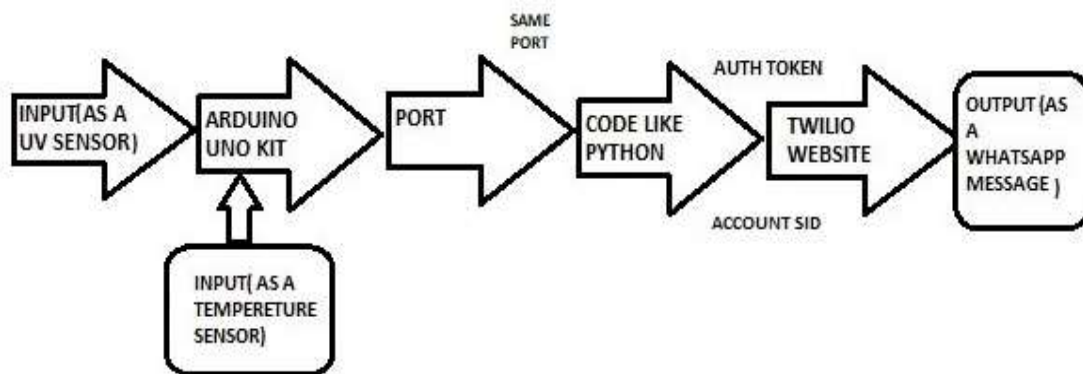 SAME
PORT
INPUT(AS A
UV SENSOR)
ARDUINO
UNO KIT
PORT
CODE LIKE
PYTHON
AUTH TOKEN
ACCOUNT SID
TWILIO
WEBSITE
OUTPUT (AS
A
WHATSAPP
MESSAGE )
INPUT( AS A
TEMPERETURE
SENSOR)